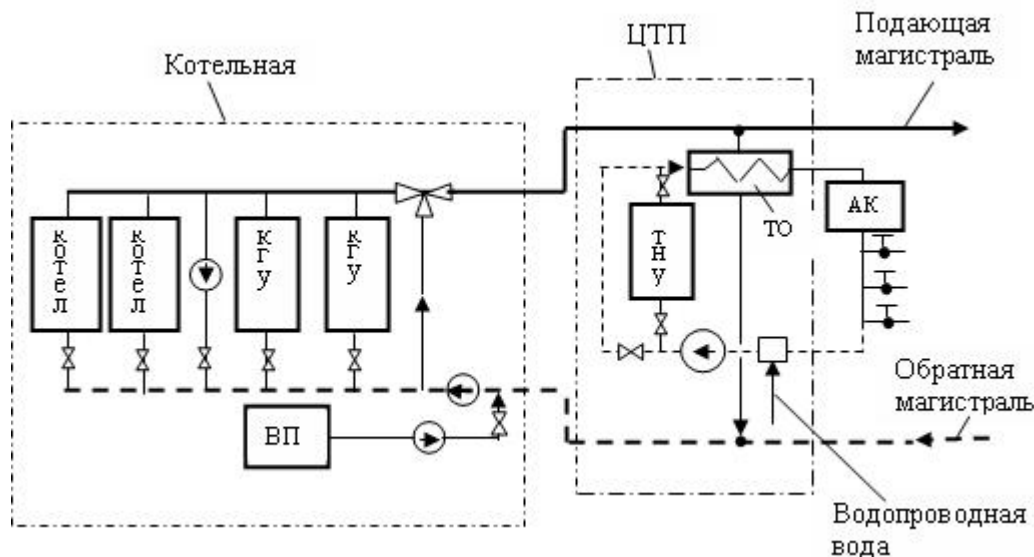 ЦТП
Подающая
магистраль
Котельная
котел
котел
кгу
кгу
тну
ТО
АК
ВП
Обратная
магистраль
Водопроводная
вода